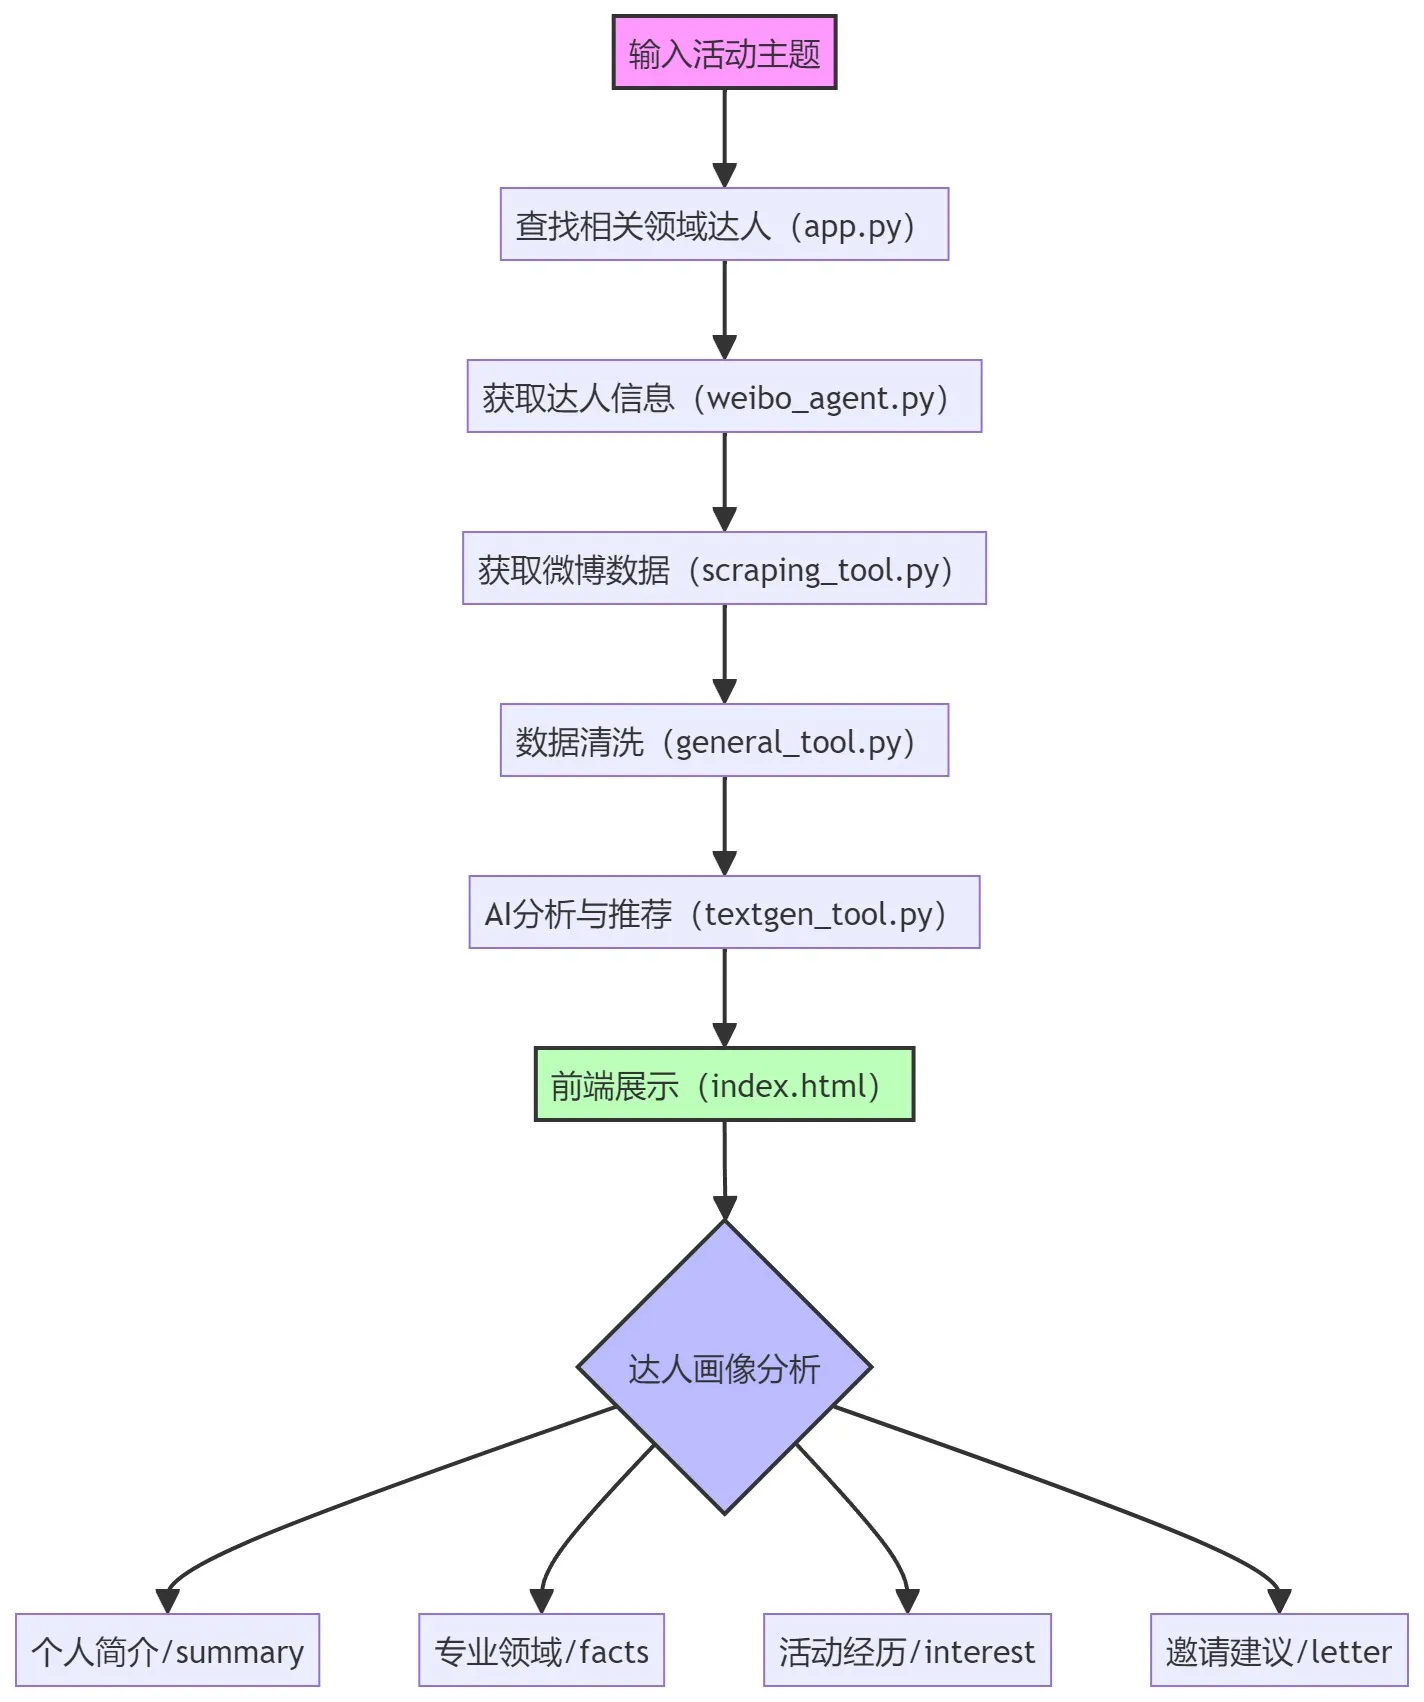 输入活动主题
查找相关领域达人（app.py）
获取达人信息（weibo_agent.py）
获取微博数据（scraping_tool.py）
数据清洗（general_tool.py）
AI分析与推荐（textgen_tool.py）
前端展示（index.html）
达人画像分析
个人简介/summary
专业领域/facts
活动经历/interest
邀请建议/letter